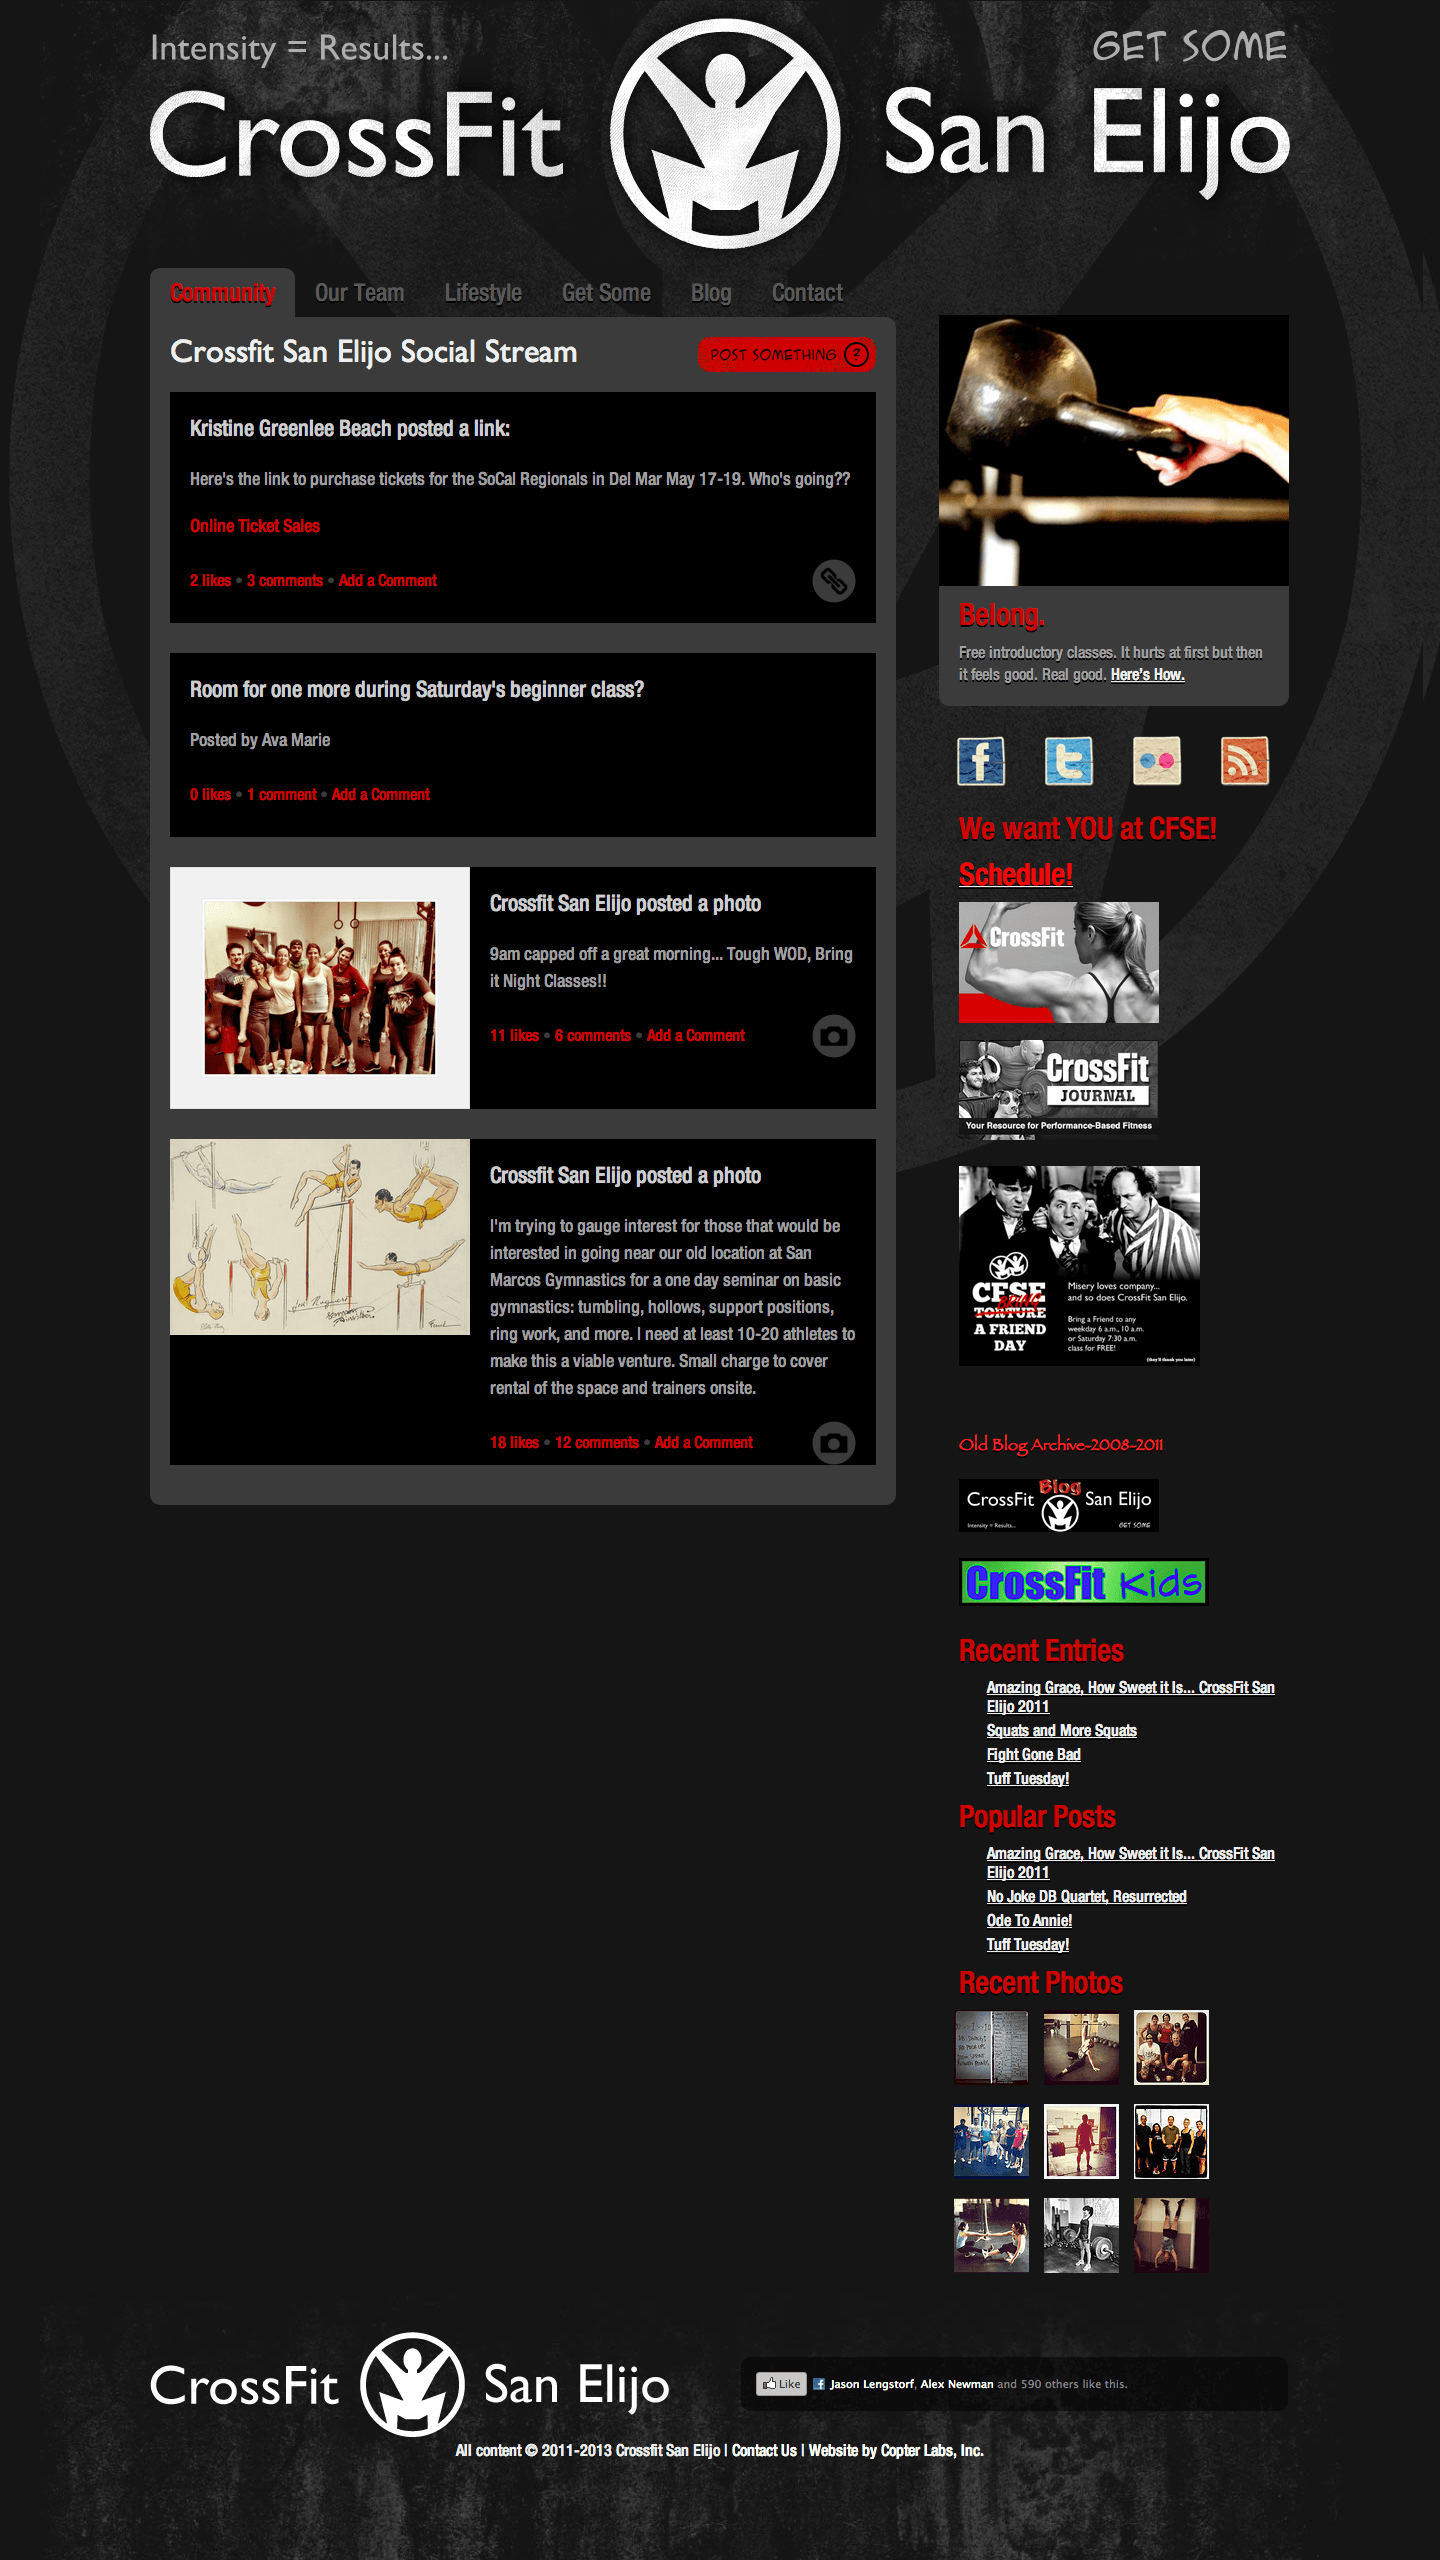 Intensity = Results...
GET SOME
CrossFit San Elijo
Community
Our Team
Lifestyle
Get Some
Blog
Contact
Crossfit San Elijo Social Stream
POST SOMETHING
Kristine Greenlee Beach posted a link:
Here's the link to purchase tickets for the SoCal Regionals in Del Mar May 17-19. Who's going??
Online Ticket Sales
2 likes • 3 comments • Add a Comment
Room for one more during Saturday's beginner class?
Posted by Ava Marie
0 likes • 1 comment • Add a Comment
Crossfit San Elijo posted a photo
9am capped off a great morning... Tough WOD, Bring
it Night Classes!!
11 likes • 6 comments • Add a Comment
Crossfit San Elijo posted a photo
I'm trying to gauge interest for those that would be
interested in going near our old location at San
Marcos Gymnastics for a one day seminar on basic
gymnastics: tumbling, hollows, support positions,
ring work, and more. I need at least 10-20 athletes to
make this a viable venture. Small charge to cover
rental of the space and trainers onsite.
18 likes • 12 comments • Add a Comment
Belong.
Free introductory classes. It hurts at first but then
it feels good. Real good. Here's How.
We want YOU at CFSE!
Schedule!
CrossFit
CrossFit
JOURNAL
Your Resource for Performance-Based Fitness
CFSE
BRING
TORTURE
A FRIEND
DAY
Misery loves company...
and so does CrossFit San Elijo.
Bring a Friend to any
weekday 6 a.m., 10 a.m.
or Saturday 7:30 a.m.
class for FREE!
(they'll thank you later)
Old Blog Archive-2008-2011
CrossFit Blog San Elijo
Intensity = Results...
GET SOME
CrossFit Kids
Recent Entries
Amazing Grace, How Sweet it Is... CrossFit San
Elijo 2011
Squats and More Squats
Fight Gone Bad
Tuff Tuesday!
Popular Posts
Amazing Grace, How Sweet it Is... CrossFit San
Elijo 2011
No Joke DB Quartet, Resurrected
Ode To Annie!
Tuff Tuesday!
Recent Photos
CrossFit San Elijo
Like
Jason Lengstorf, Alex Newman and 590 others like this.
All content © 2011-2013 Crossfit San Elijo | Contact Us | Website by Copter Labs, Inc.